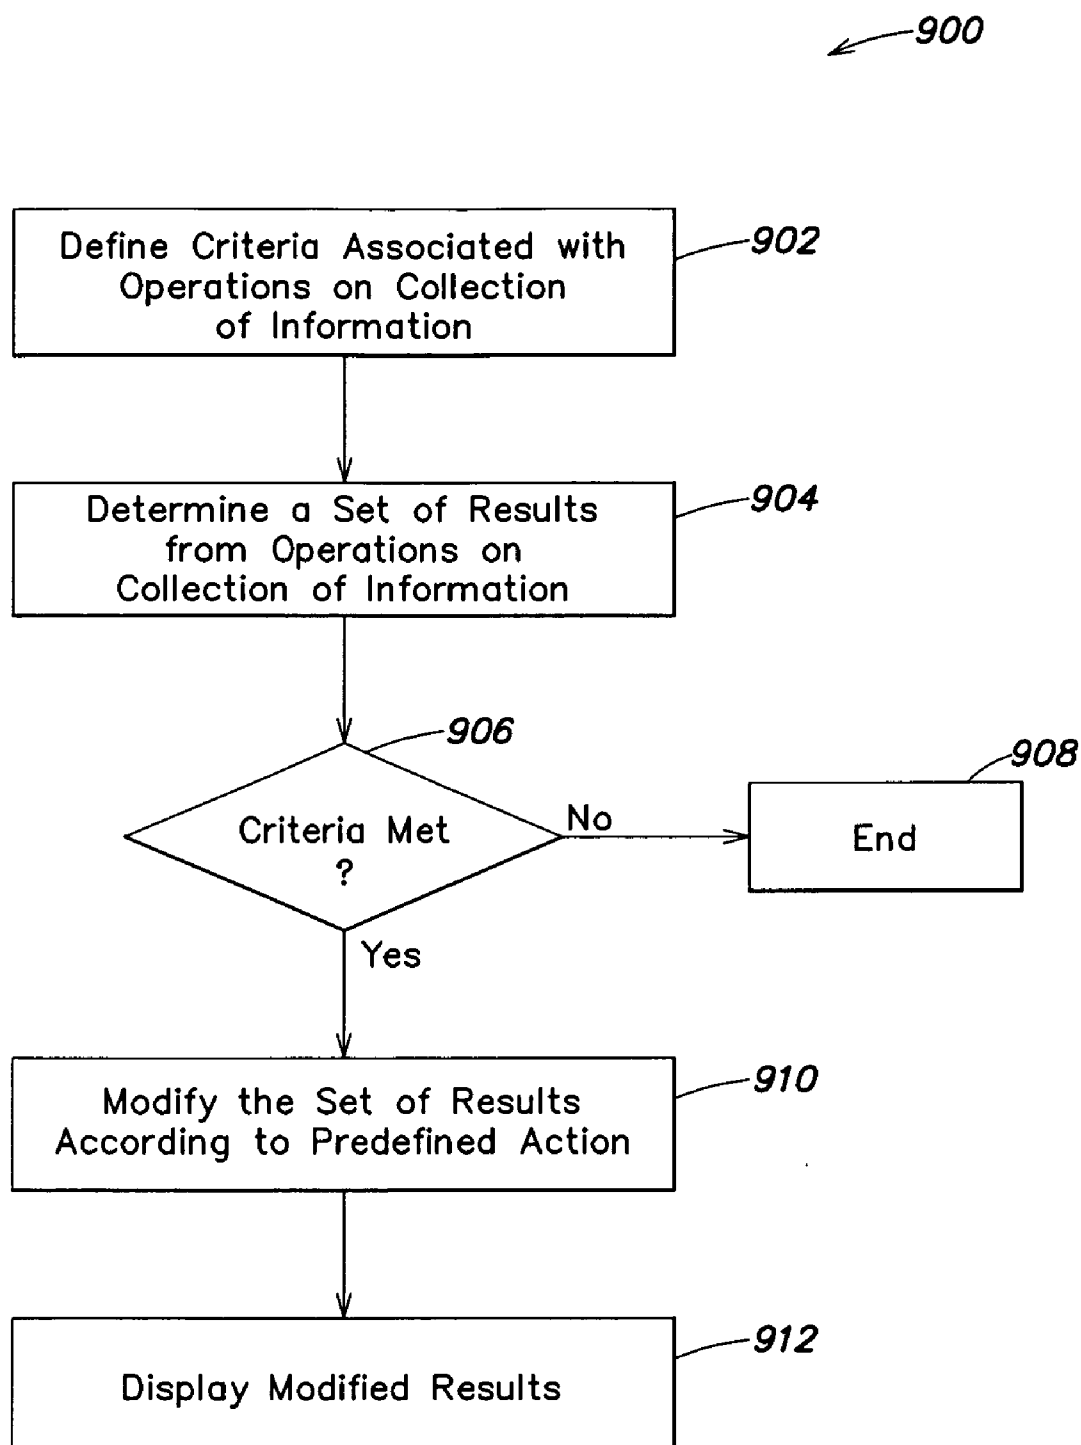 900
Define Criteria Associated with
Operations on Collection
of Information
902
Determine a Set of Results
from Operations on
Collection of Information
904
906
Criteria Met
?
No
908
End
Yes
Modify the Set of Results
According to Predefined Action
910
Display Modified Results
912